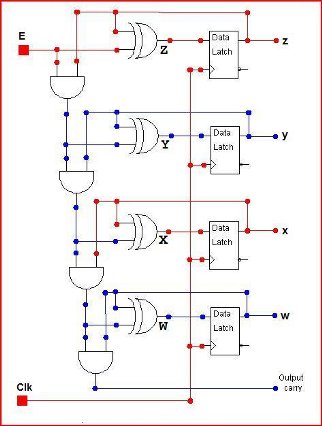 E
Z
Data
Latch
z
Y
Data
Latch
y
X
Data
Latch
x
W
Data
Latch
w
Output
carry
Clk